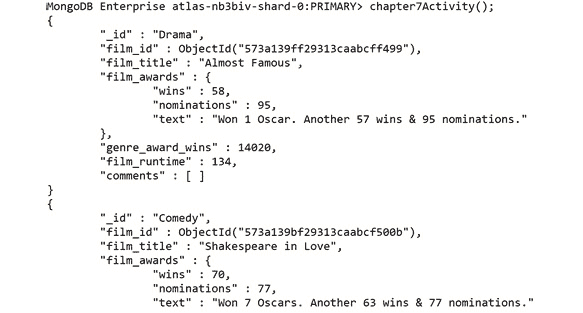 MongoDB Enterprise atlas-nb3biv-shard-0:PRIMARY> chapter7Activity();
{
"_id" : "Drama",
"film_id" : ObjectId("573a139ff29313caabcff499"),
"film_title" : "Almost Famous",
"film_awards" : {
"wins" : 58,
"nominations" : 95,
"text" : "Won 1 Oscar. Another 57 wins & 95 nominations."
},
"genre_award_wins" : 14020,
"film_runtime" : 134,
"comments" : [ ]
}
{
"_id" : "Comedy",
"film_id" : ObjectId("573a139bf29313caabcf500b"),
"film_title" : "Shakespeare in Love",
"film_awards" : {
"wins" : 70,
"nominations" : 77,
"text" : "Won 7 Oscars. Another 63 wins & 77 nominations."